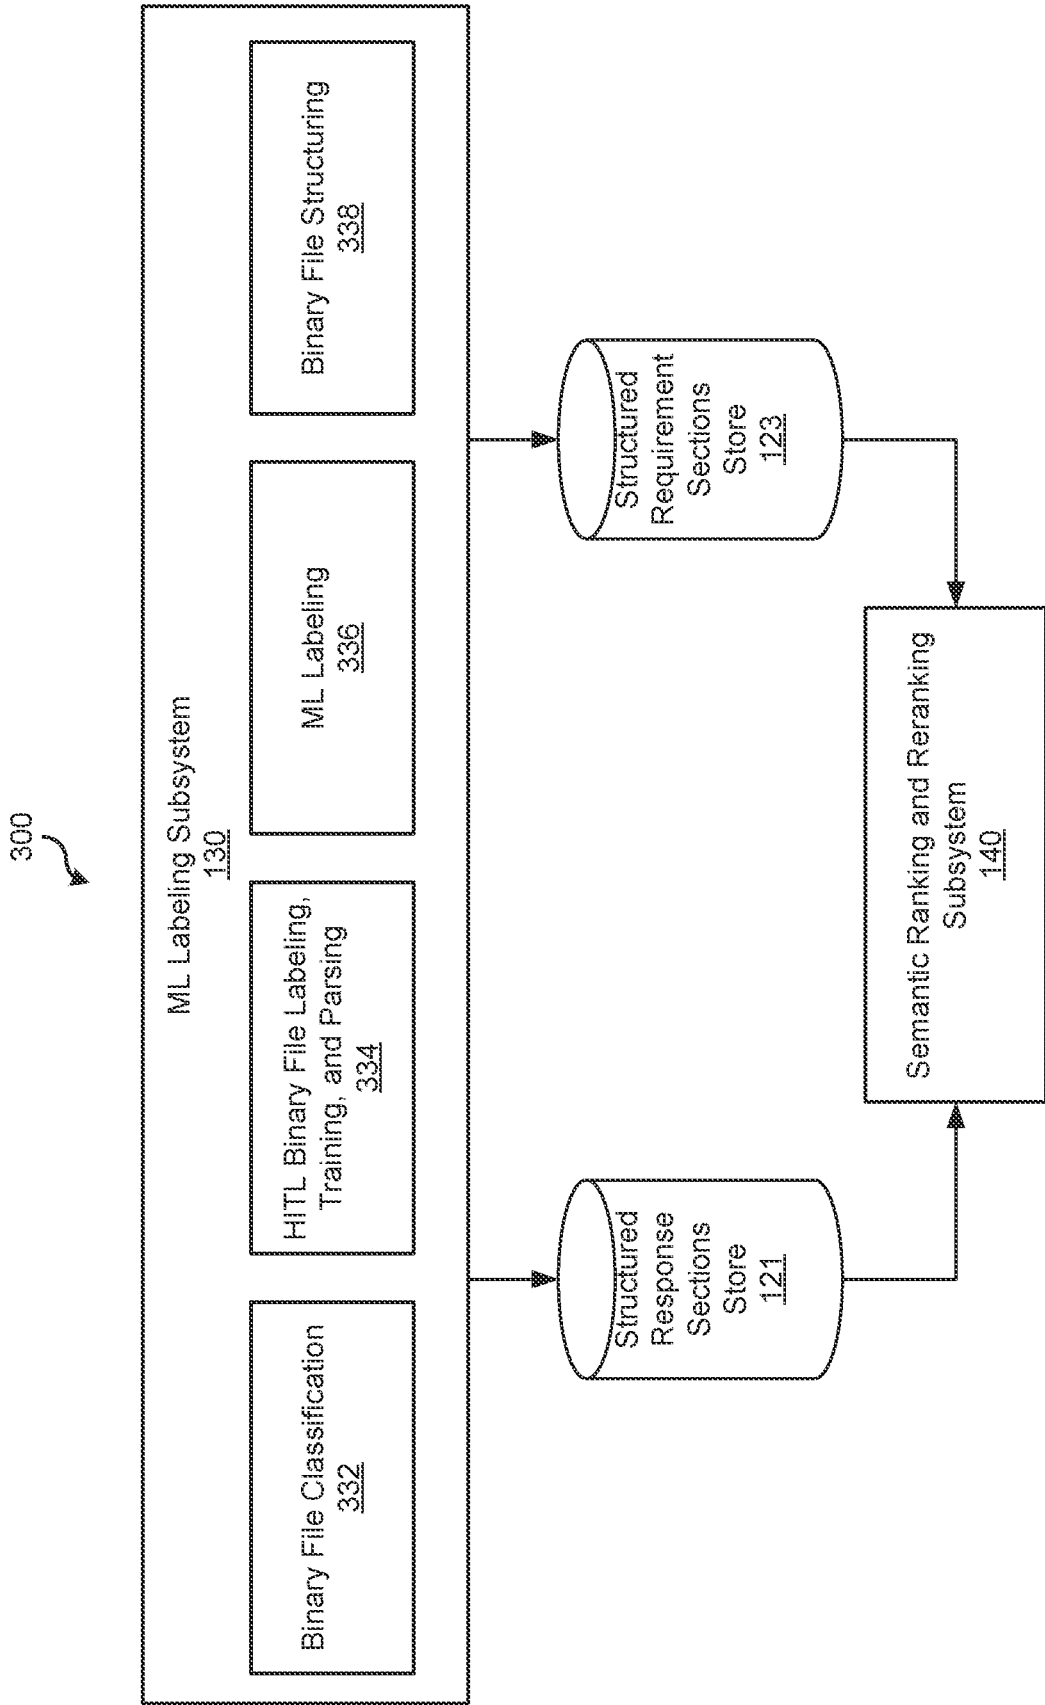 300
ML Labeling Subsystem
130
Binary File Classification
332
HITL Binary File Labeling,
Training, and Parsing
334
ML Labeling
336
Binary File Structuring
338
Structured
Response
Sections
Store
121
Structured
Requirement
Sections
Store
123
Semantic Ranking and Reranking
Subsystem
140